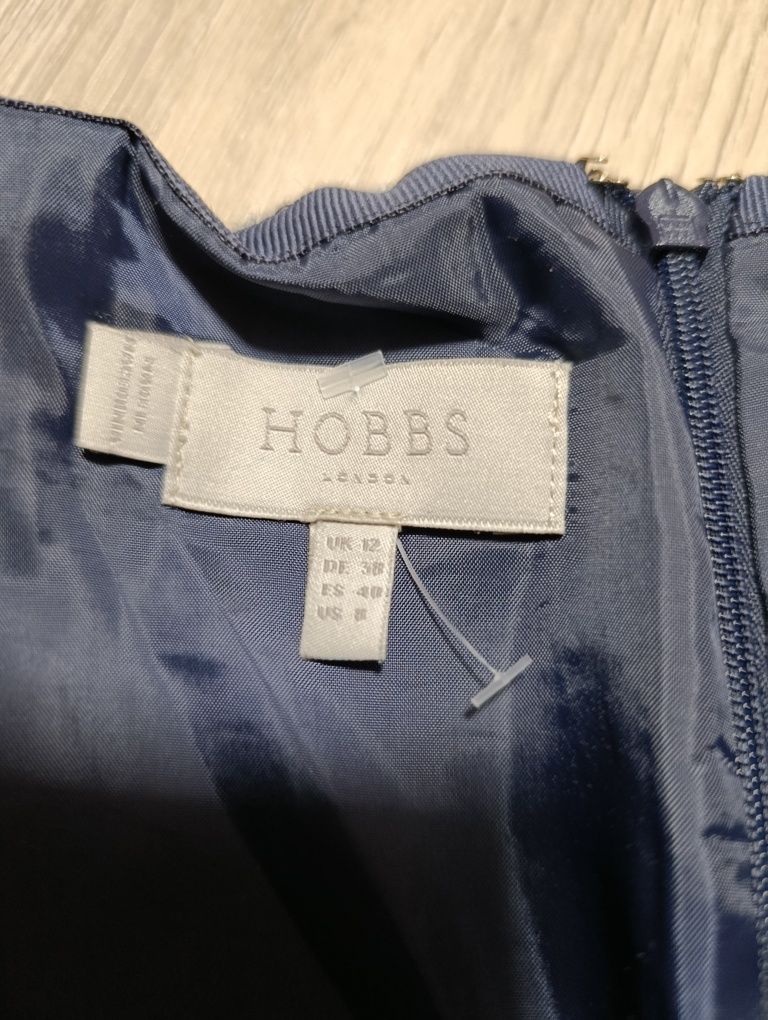 HOBBS
LONDON
UK 12
DE 38
ES 40
US 8